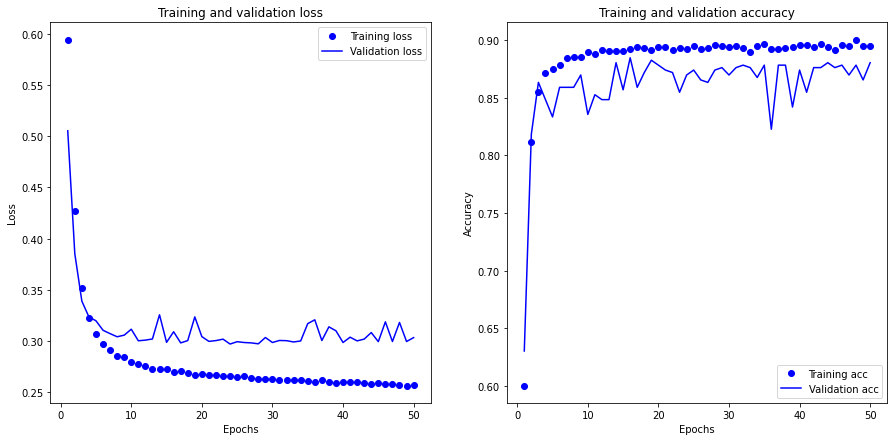 Training and validation loss
Training loss
Validation loss
0.60
0.55
0.50
0.45
0.40
0.35
0.30
0.25
Loss
0 10 20 30 40 50
Epochs
Training and validation accuracy
0.90
0.85
0.80
0.75
0.70
0.65
0.60
Accuracy
Training acc
Validation acc
0 10 20 30 40 50
Epochs